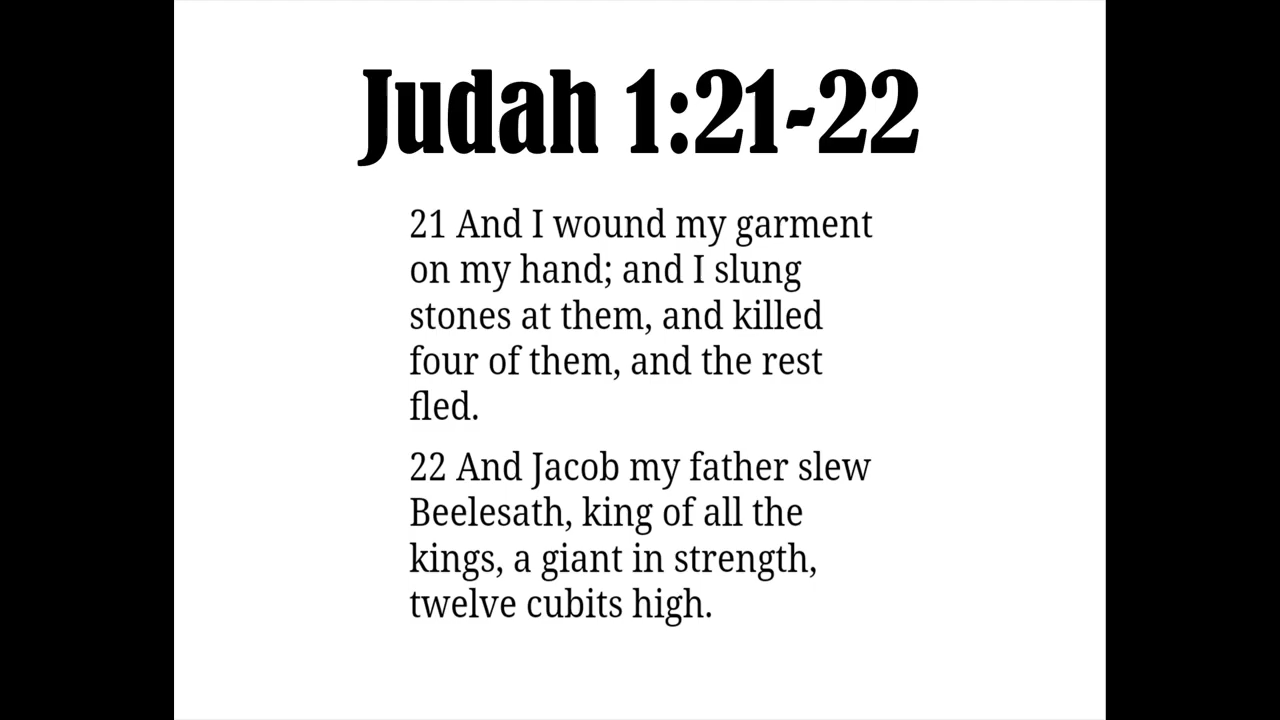 Judah 1:21-22
21 And I wound my garment
on my hand; and I slung
stones at them, and killed
four of them, and the rest
fled.
22 And Jacob my father slew
Beelesath, king of all the
kings, a giant in strength,
twelve cubits high.